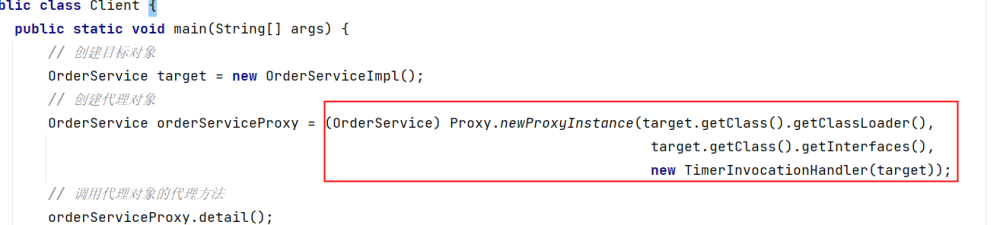 blic class Client {
public static void main(String[] args) {
// 创建目标对象
OrderService target = new OrderServiceImpl();
// 创建代理对象
OrderService orderServiceProxy = (OrderService) Proxy.newProxyInstance(target.getClass().getClassLoader(),
target.getClass().getInterfaces(),
new TimerInvocationHandler(target));
// 调用代理对象的代理方法
orderServiceProxy.detail();